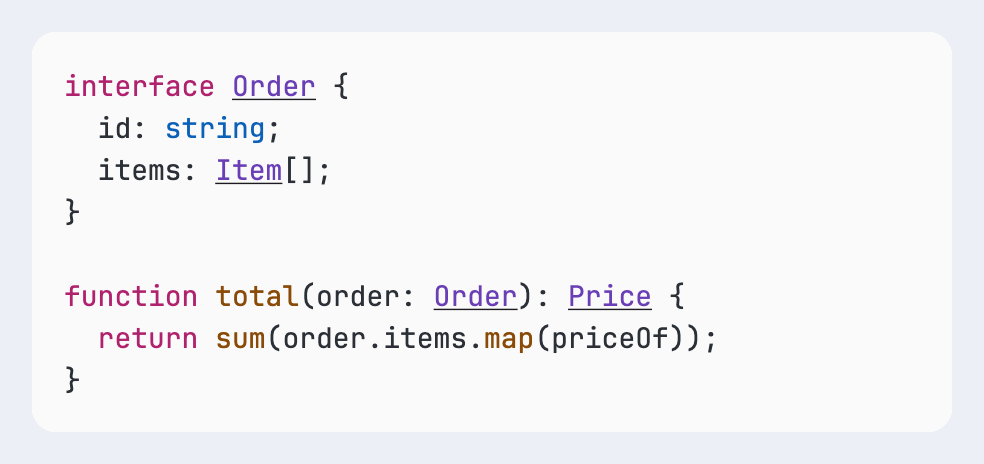 interface Order {
  id: string;
  items: Item[];
}

function total(order: Order): Price {
  return sum(order.items.map(priceOf));
}